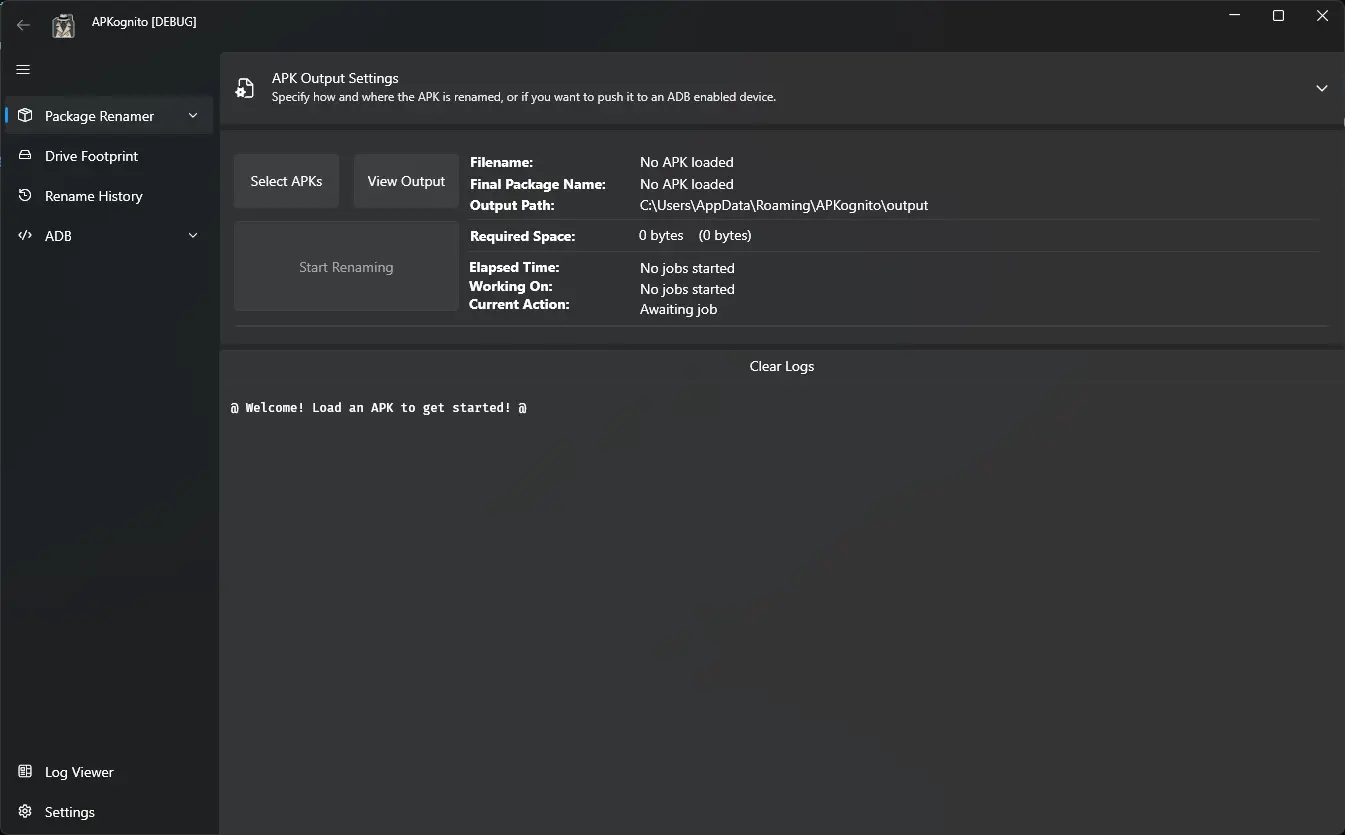 APKognito [DEBUG]
Package Renamer
Drive Footprint
Rename History
ADB
Log Viewer
Settings
APK Output Settings
Specify how and where the APK is renamed, or if you want to push it to an ADB enabled device.
Select APKs
View Output
Start Renaming
Filename: No APK loaded
Final Package Name: No APK loaded
Output Path: C:\Users\AppData\Roaming\APKognito\output
Required Space: 0 bytes (0 bytes)
Elapsed Time: No jobs started
Working On: No jobs started
Current Action: Awaiting job
Clear Logs
@ Welcome! Load an APK to get started! @